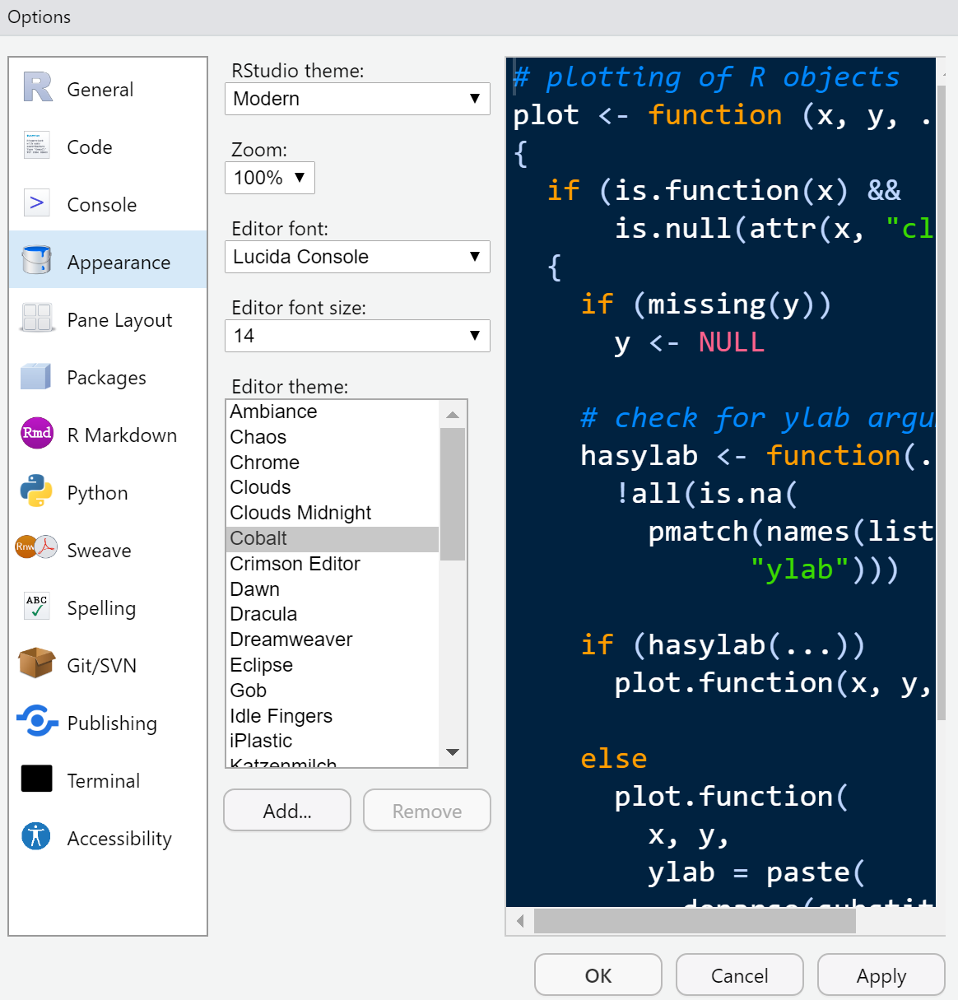 Options
General
Code
Console
Appearance
Pane Layout
Packages
Rmd
R Markdown
Python
Rnw
Sweave
ABC
Spelling
Git/SVN
Publishing
Terminal
Accessibility
RStudio theme:
Modern
Zoom:
100%
Editor font:
Lucida Console
Editor font size:
14
Editor theme:
Ambiance
Chaos
Chrome
Clouds
Clouds Midnight
Cobalt
Crimson Editor
Dawn
Dracula
Dreamweaver
Eclipse
Gob
Idle Fingers
iPlastic
Katzenmilch
Add...
Remove
# plotting of R objects
plot <- function (x, y, .
{
if (is.function(x) &&
is.null(attr(x, "cl
{
if (missing(y))
y <- NULL
# check for ylab argu
hasylab <- function(.
!all(is.na(
pmatch(names(list
"ylab")))
if (hasylab(...))
plot.function(x, y,
else
plot.function(
x, y,
ylab = paste(
deparse(substit
OK
Cancel
Apply